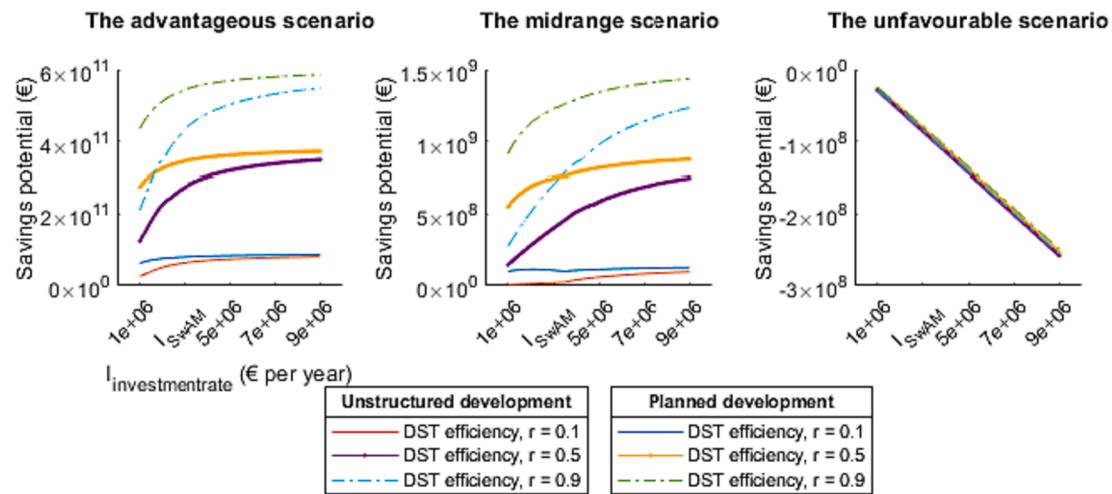 The advantageous scenario
The midrange scenario
The unfavourable scenario
Savings potential (€)
6×10^11
4×10^11
2×10^11
0×10^0
1e+06
I_SwAM
5e+06
7e+06
9e+06
I_investmentrate (€ per year)
Savings potential (€)
1.5×10^9
1×10^9
5×10^8
0×10^0
1e+06
I_SwAM
5e+06
7e+06
9e+06
Savings potential (€)
0×10^0
-1×10^8
-2×10^8
-3×10^8
1e+06
I_SwAM
5e+06
7e+06
9e+06
Unstructured development
DST efficiency, r = 0.1
DST efficiency, r = 0.5
DST efficiency, r = 0.9
Planned development
DST efficiency, r = 0.1
DST efficiency, r = 0.5
DST efficiency, r = 0.9